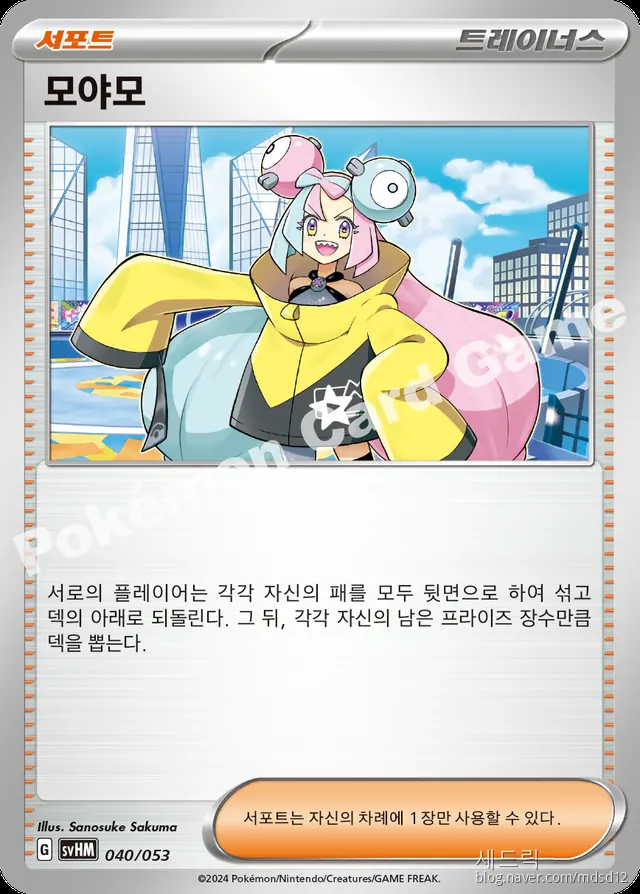 서포트
트레이너스
모야모
Pokémon Card Game
서로의 플레이어는 각각 자신의 패를 모두 뒷면으로 하여 섞고
덱의 아래로 되돌린다. 그 뒤, 각각 자신의 남은 프라이즈 장수만큼
덱을 뽑는다.
서포트는 자신의 차례에 1장만 사용할 수 있다.
Illus. Sanosuke Sakuma
G svHM 040/053
©2024 Pokémon/Nintendo/Creatures/GAME FREAK.
세드릭
blog.naver.com/mdsd12